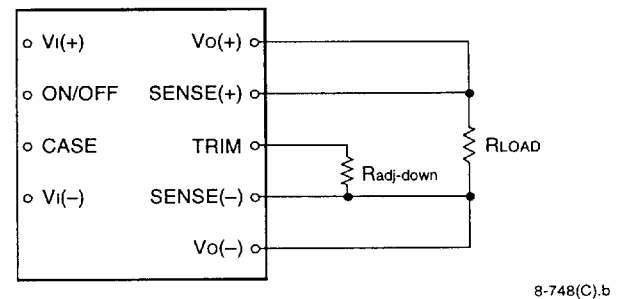 VI(+) VO(+)
ON/OFF SENSE(+)
CASE TRIM RLOAD
Radj-down
VI(–) SENSE(–)
VO(–)
8-748(C).b